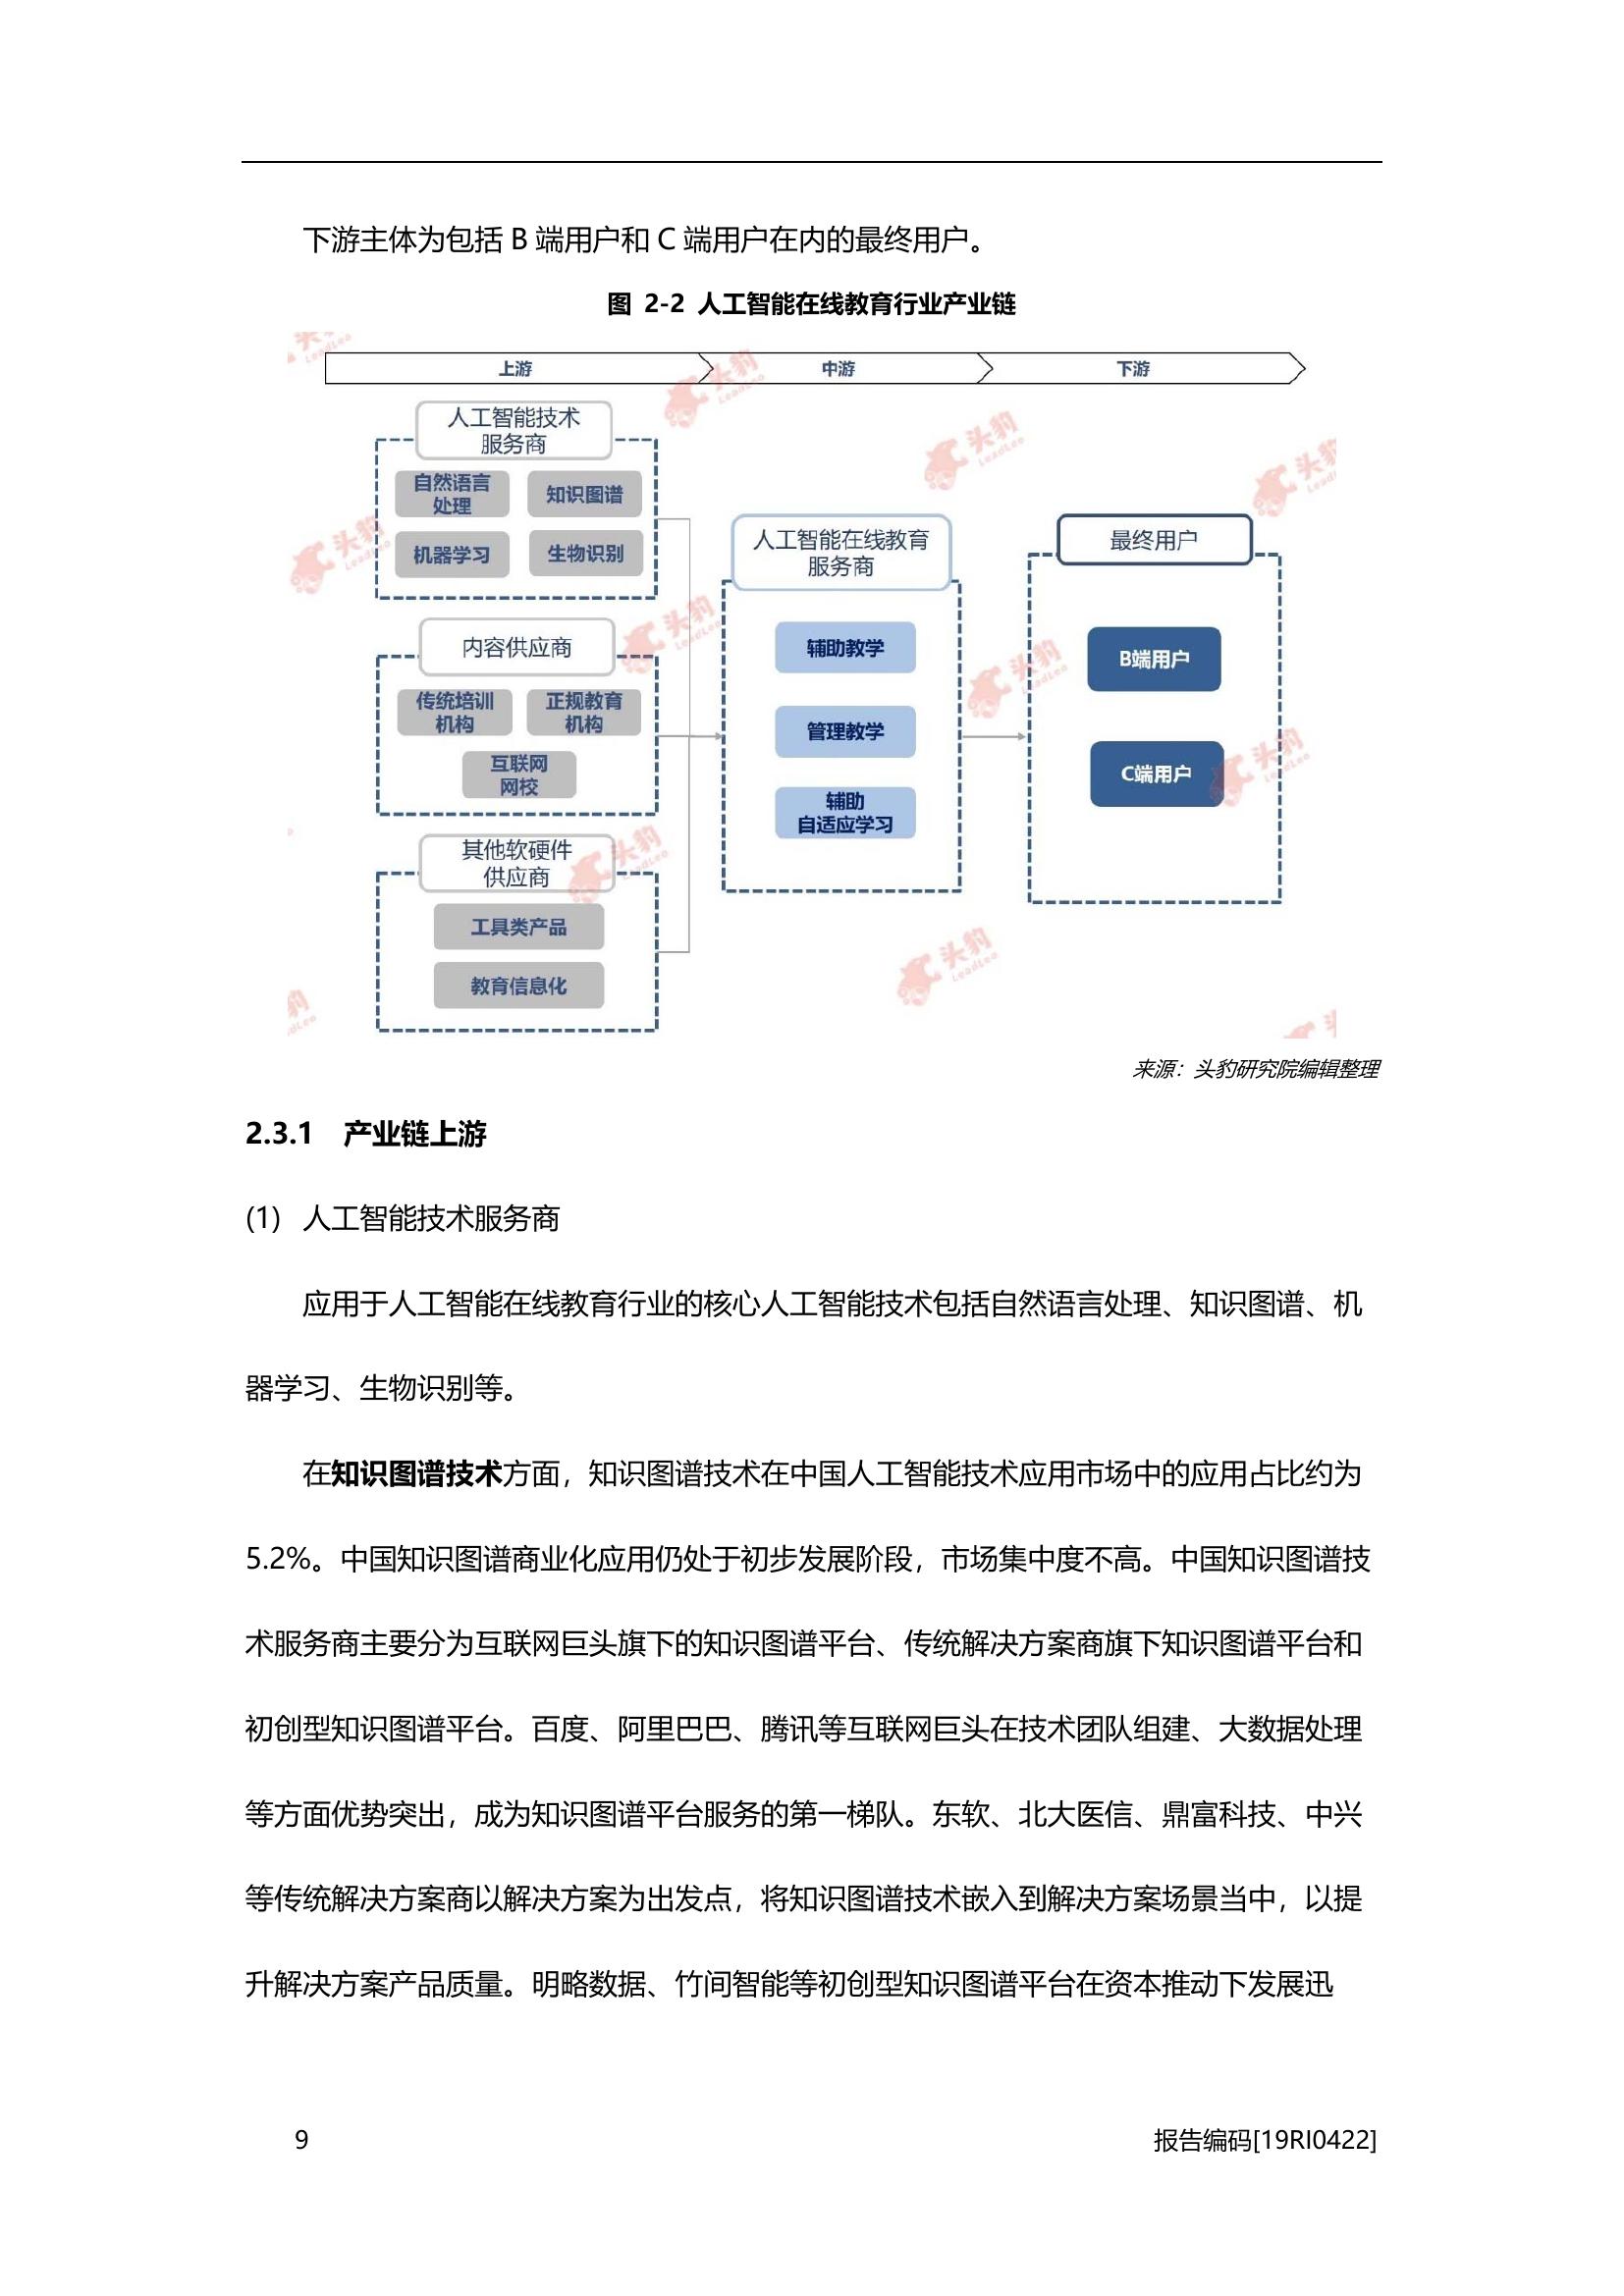 下游主体为包括 B 端用户和 C 端用户在内的最终用户。
图 2-2 人工智能在线教育行业产业链
上游
中游
下游
人工智能技术
服务商
自然语言
处理
知识图谱
机器学习
生物识别
内容供应商
传统培训
机构
正规教育
机构
互联网
网校
其他软硬件
供应商
工具类产品
教育信息化
人工智能在线教育
服务商
辅助教学
管理教学
辅助
自适应学习
最终用户
B端用户
C端用户
头豹
LeadLeo
来源：头豹研究院编辑整理
2.3.1 产业链上游
(1) 人工智能技术服务商
应用于人工智能在线教育行业的核心人工智能技术包括自然语言处理、知识图谱、机
器学习、生物识别等。
在知识图谱技术方面，知识图谱技术在中国人工智能技术应用市场中的应用占比约为
5.2%。中国知识图谱商业化应用仍处于初步发展阶段，市场集中度不高。中国知识图谱技
术服务商主要分为互联网巨头旗下的知识图谱平台、传统解决方案商旗下知识图谱平台和
初创型知识图谱平台。百度、阿里巴巴、腾讯等互联网巨头在技术团队组建、大数据处理
等方面优势突出，成为知识图谱平台服务的第一梯队。东软、北大医信、鼎富科技、中兴
等传统解决方案商以解决方案为出发点，将知识图谱技术嵌入到解决方案场景当中，以提
升解决方案产品质量。明略数据、竹间智能等初创型知识图谱平台在资本推动下发展迅
9
报告编码[19RI0422]